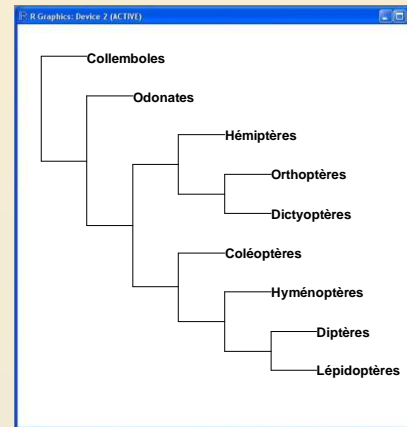 R Graphics: Device 2 (ACTIVE)
Collemboles
Odonates
Hémiptères
Orthoptères
Dictyoptères
Coléoptères
Hyménoptères
Diptères
Lépidoptères